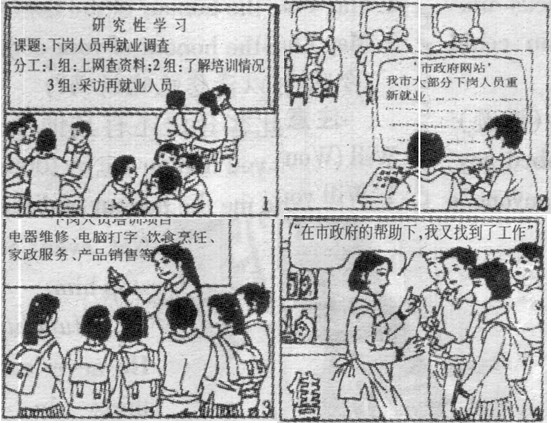 研究性学习
课题:下岗人员再就业调查
分工:1组:上网查资料;2组:了解培训情况
3组:采访再就业人员
1
市政府网站
我市大部分下岗人员重
新就业
2
下岗人员培训项目
电器维修、电脑打字、饮食烹饪、
家政服务、产品销售等
3
“在市政府的帮助下,我又找到了工作”
佳
4